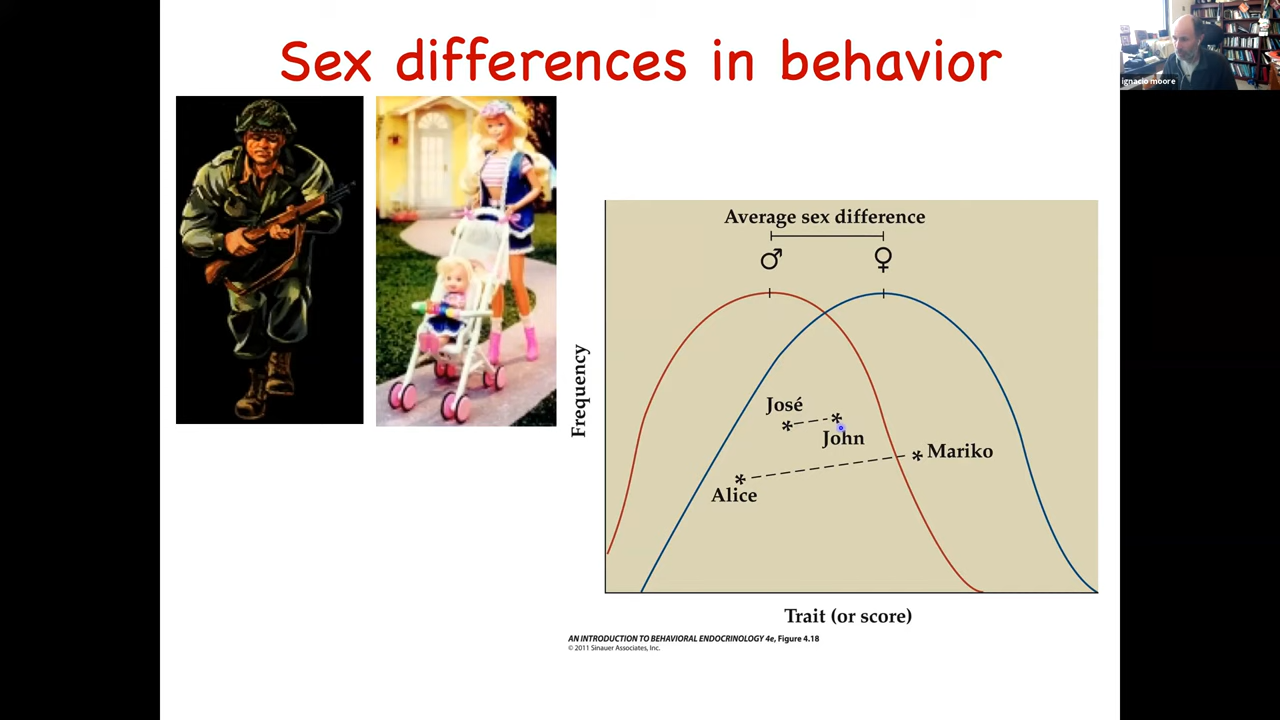 Sex differences in behavior
ignacio moore
Average sex difference
♂ ♀
Frequency
José
John
Mariko
Alice
Trait (or score)
AN INTRODUCTION TO BEHAVIORAL ENDOCRINOLOGY 4e, Figure 4.18
© 2011 Sinauer Associates, Inc.